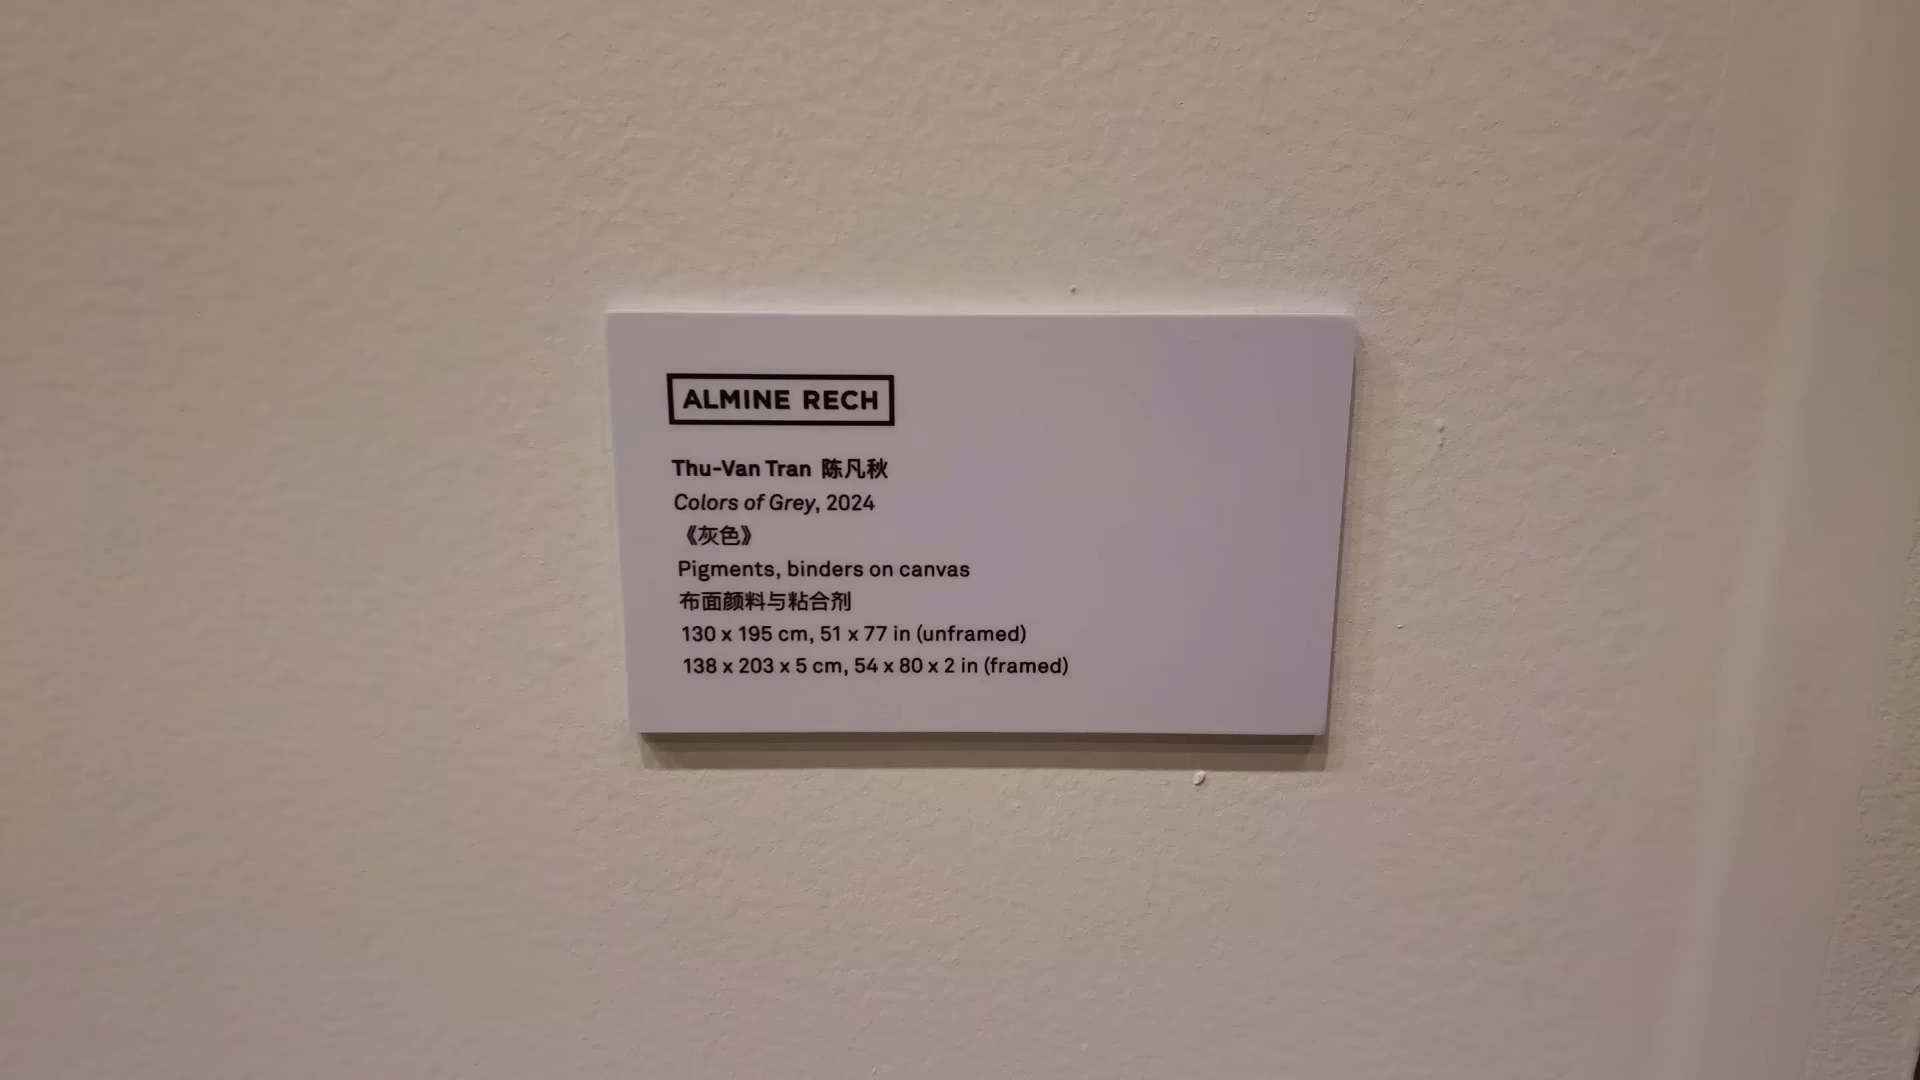 ALMINE RECH
Thu-Van Tran 陈凡秋
Colors of Grey, 2024
《灰色》
Pigments, binders on canvas
布面颜料与粘合剂
130 x 195 cm, 51 x 77 in (unframed)
138 x 203 x 5 cm, 54 x 80 x 2 in (framed)